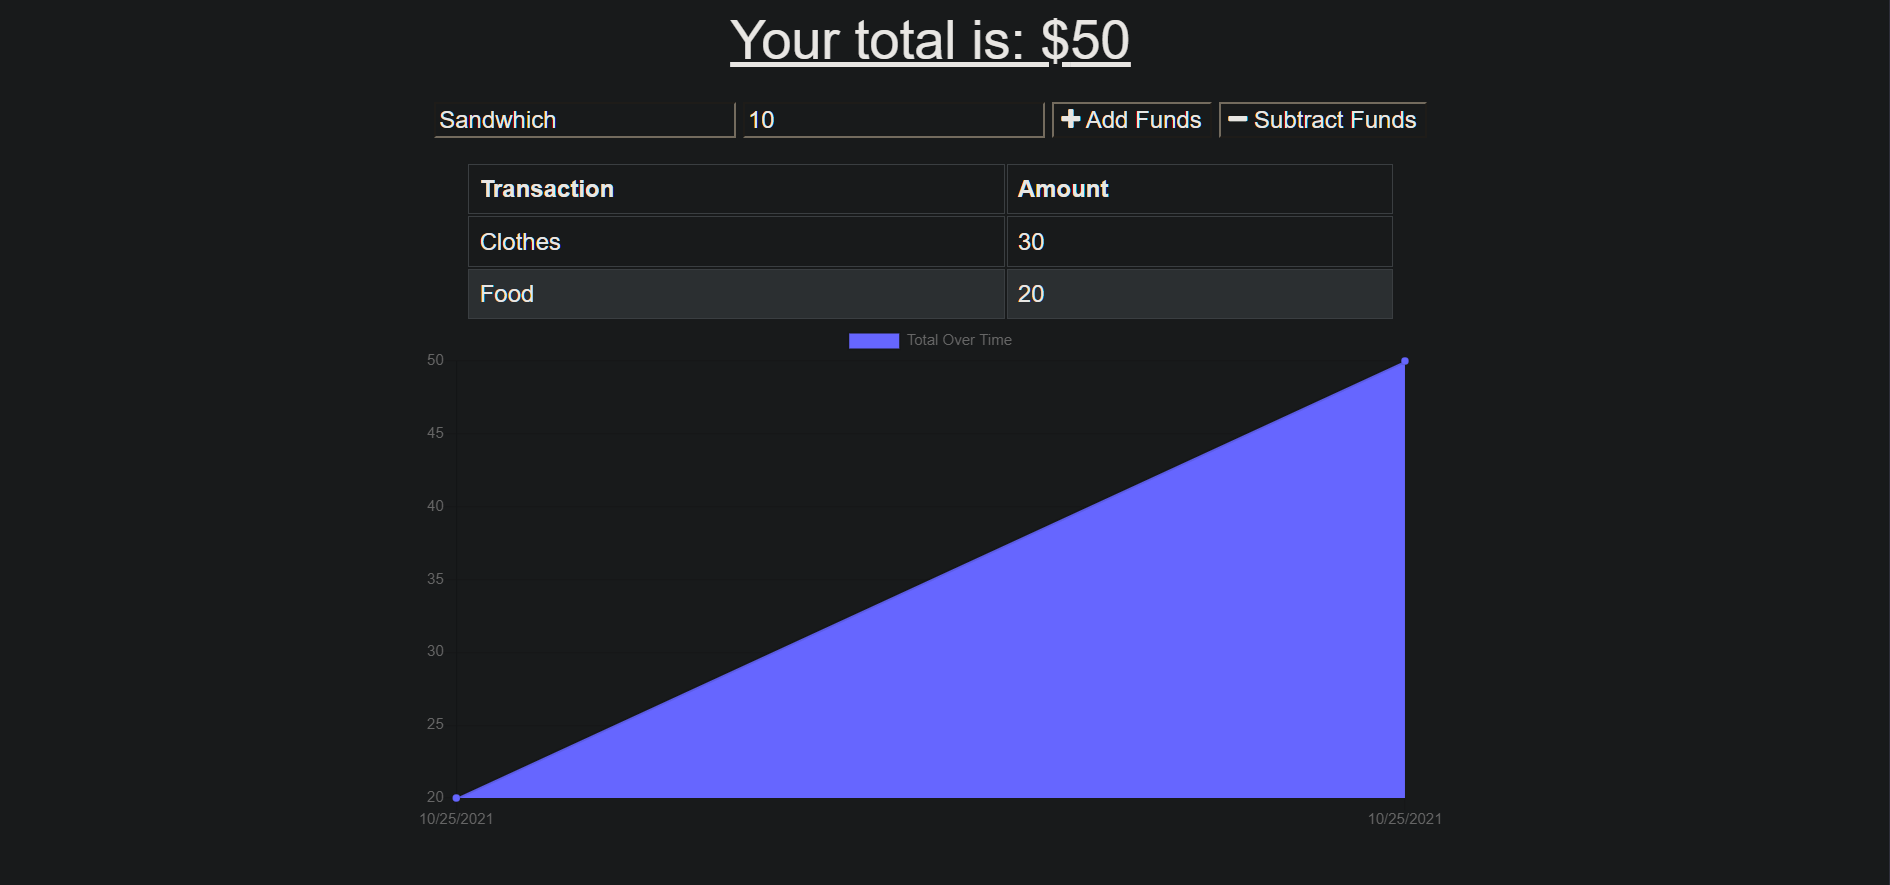 Your total is: $50
Sandwhich 10 Add Funds Subtract Funds
Transaction Amount
Clothes 30
Food 20
Total Over Time
50
45
40
35
30
25
20
10/25/2021 10/25/2021